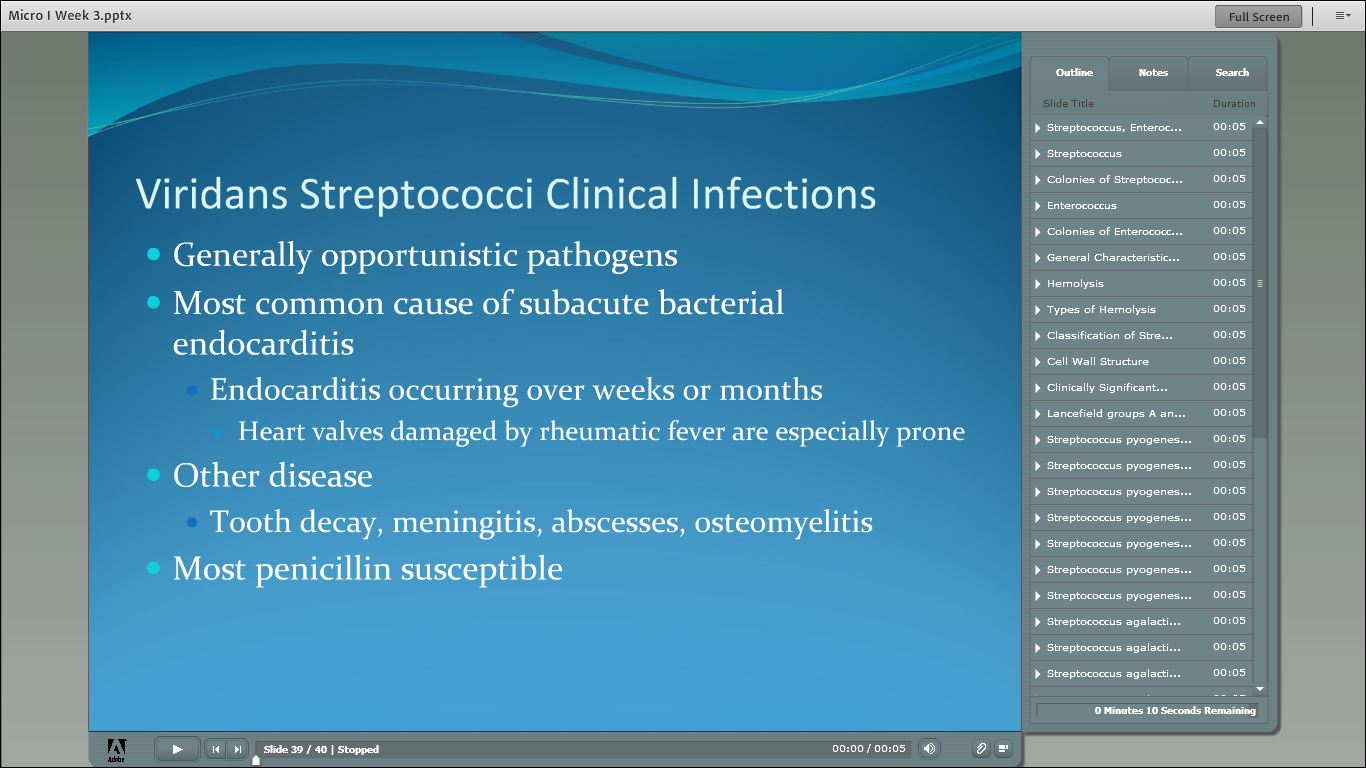 Micro I Week 3.pptx
Full Screen
Viridans Streptococci Clinical Infections
Generally opportunistic pathogens
Most common cause of subacute bacterial
endocarditis
Endocarditis occurring over weeks or months
Heart valves damaged by rheumatic fever are especially prone
Other disease
Tooth decay, meningitis, abscesses, osteomyelitis
Most penicillin susceptible
Outline Notes Search
Slide Title Duration
Streptococcus, Enteroc... 00:05
Streptococcus 00:05
Colonies of Streptococ... 00:05
Enterococcus 00:05
Colonies of Enterococc... 00:05
General Characteristic... 00:05
Hemolysis 00:05
Types of Hemolysis 00:05
Classification of Stre... 00:05
Cell Wall Structure 00:05
Clinically Significant... 00:05
Lancefield groups A an... 00:05
Streptococcus pyogenes... 00:05
Streptococcus pyogenes... 00:05
Streptococcus pyogenes... 00:05
Streptococcus pyogenes... 00:05
Streptococcus pyogenes... 00:05
Streptococcus pyogenes... 00:05
Streptococcus pyogenes... 00:05
Streptococcus agalacti... 00:05
Streptococcus agalacti... 00:05
Streptococcus agalacti... 00:05
0 Minutes 10 Seconds Remaining
Adobe
Slide 39 / 40 | Stopped 00:00 / 00:05